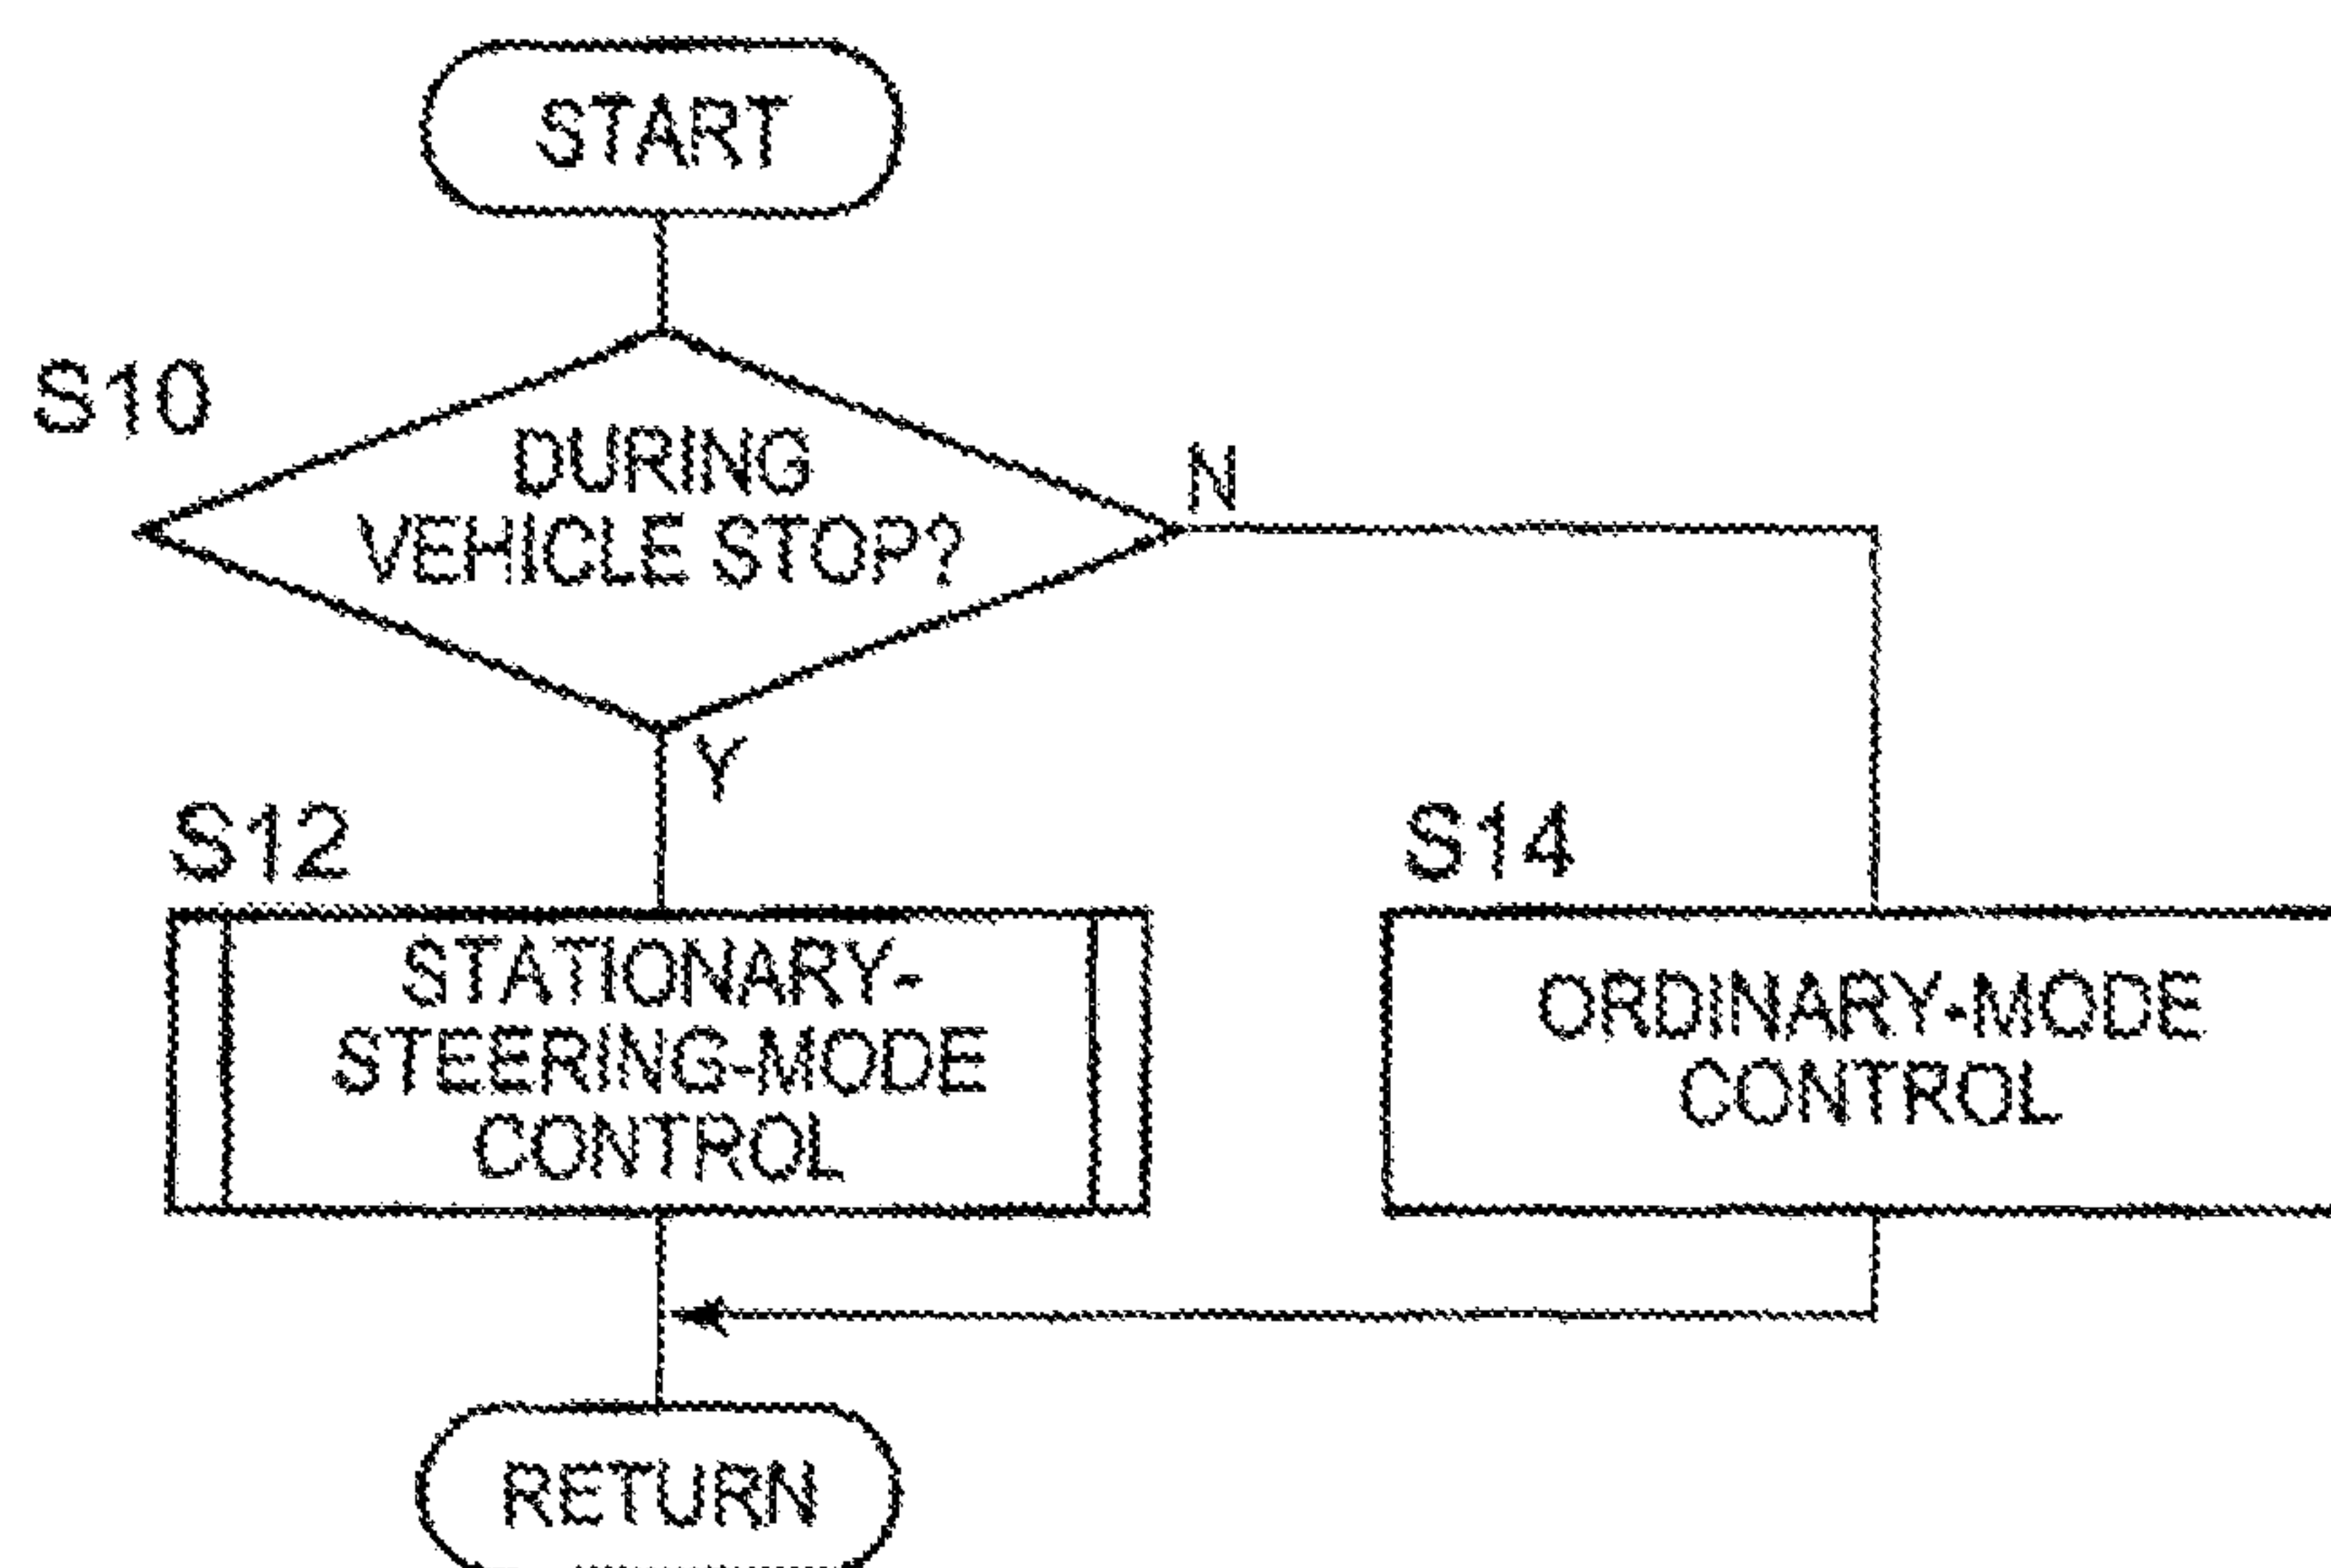 START
S10
DURING
VEHICLE STOP?
N
Y
S12
STATIONARY-
STEERING-MODE
CONTROL
S14
ORDINARY-MODE
CONTROL
RETURN